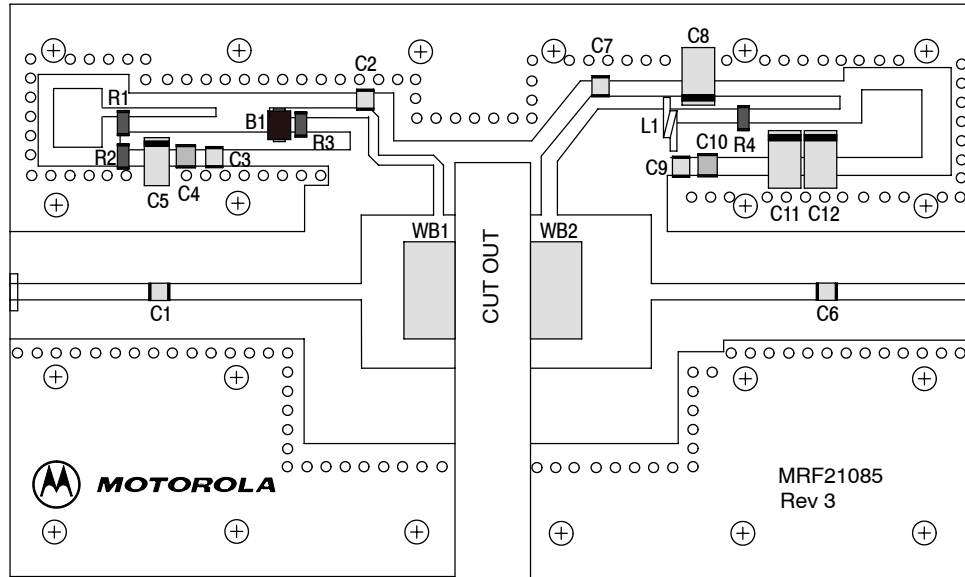 C8
C7
C2
R1
B1
R3
L1
R4
C10
R2
C3
C9
C4
C5
C11 C12
WB1
WB2
CUT OUT
C1
C6
MOTOROLA
MRF21085
Rev 3